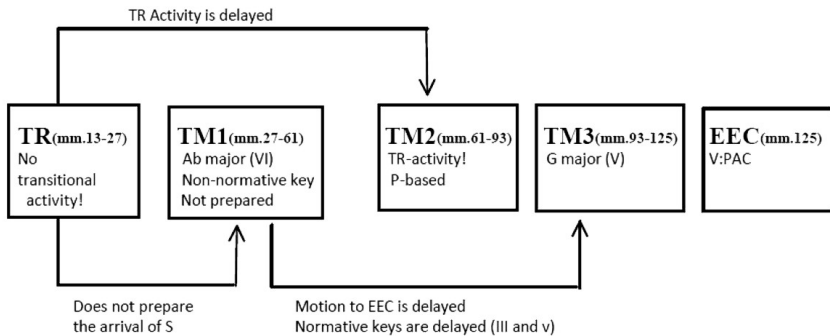 TR Activity is delayed
TR(mm.13-27)
No
transitional
activity!
TM1(mm.27-61)
Ab major (VI)
Non-normative key
Not prepared
TM2(mm.61-93)
TR-activity!
P-based
TM3(mm.93-125)
G major (V)
EEC(mm.125)
V:PAC
Does not prepare
the arrival of S
Motion to EEC is delayed
Normative keys are delayed (III and v)